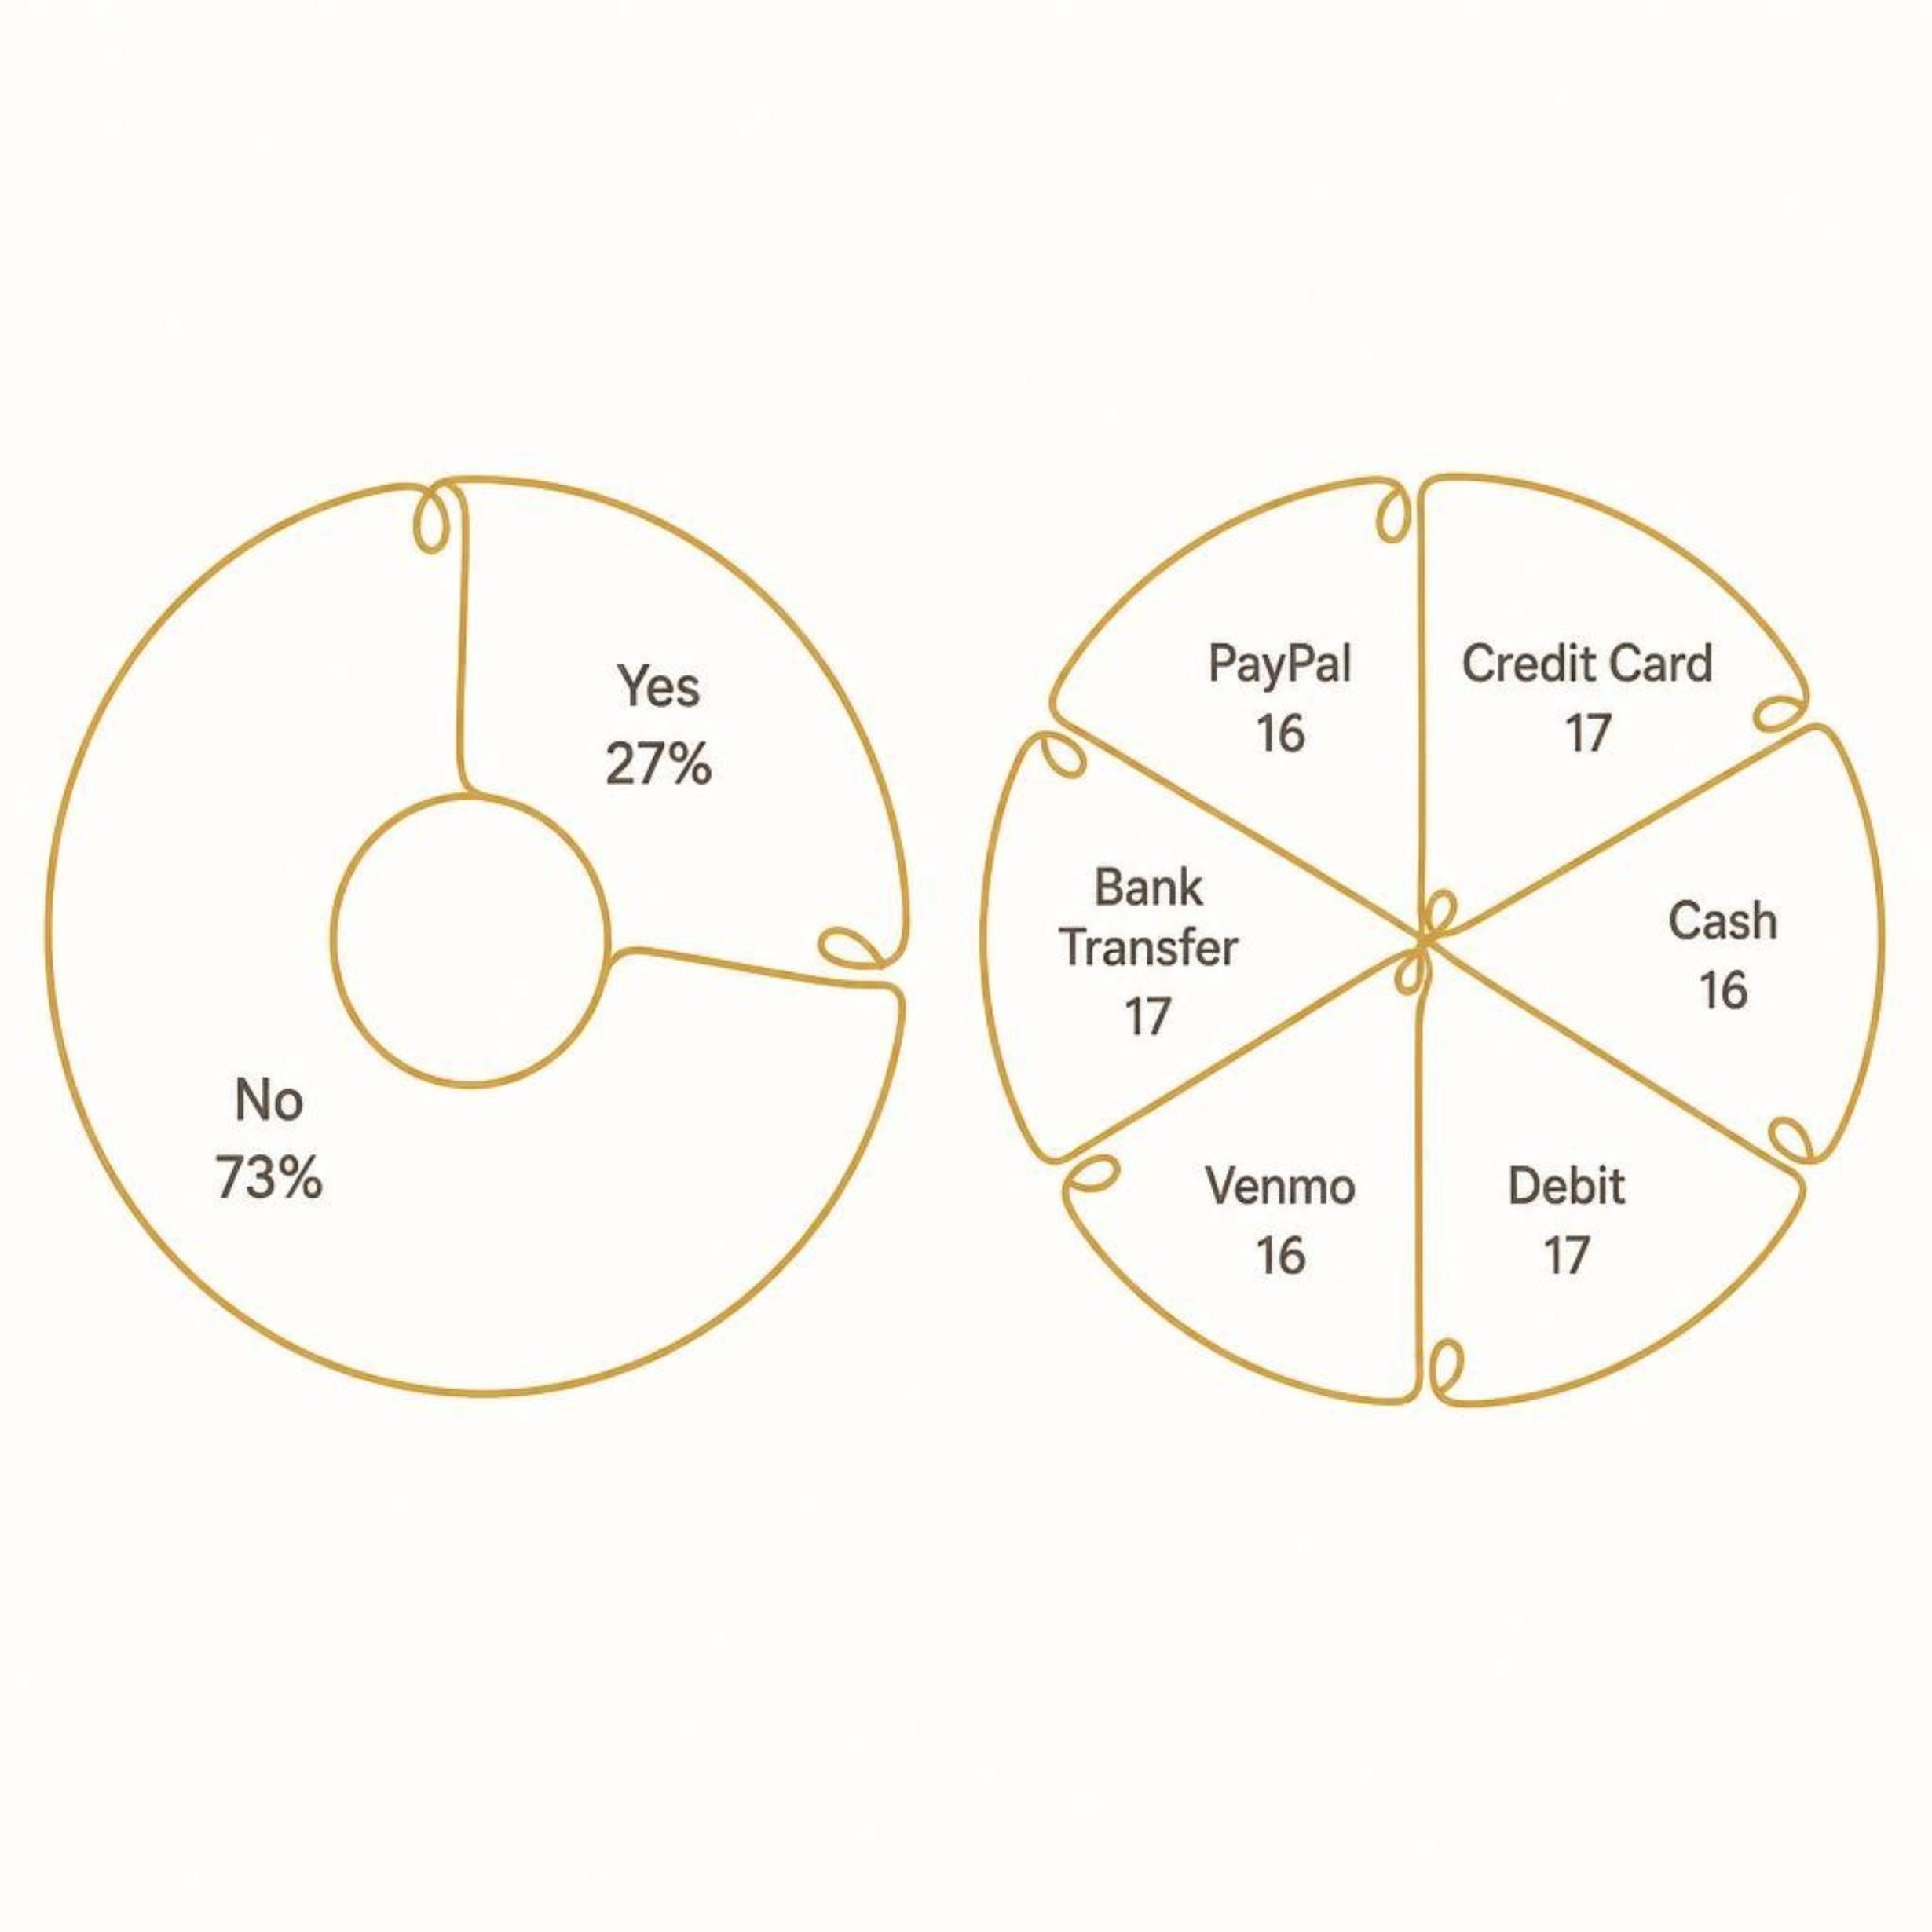 Yes
27%
No
73%
PayPal
16
Credit Card
17
Bank
Transfer
17
Cash
16
Venmo
16
Debit
17